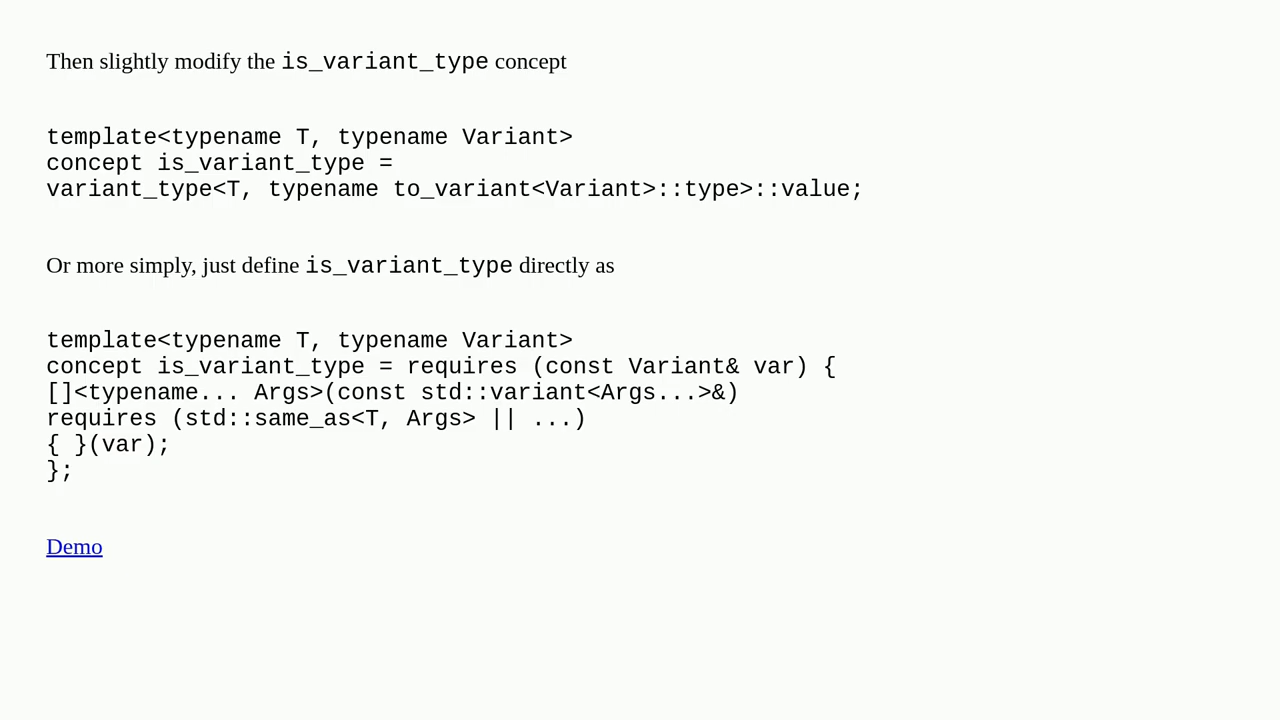 Then slightly modify the is_variant_type concept
template<typename T, typename Variant>
concept is_variant_type =
variant_type<T, typename to_variant<Variant>::type>::value;
Or more simply, just define is_variant_type directly as
template<typename T, typename Variant>
concept is_variant_type = requires (const Variant& var) {
[]<typename... Args>(const std::variant<Args...>&)
requires (std::same_as<T, Args> || ...)
{ }(var);
};
Demo